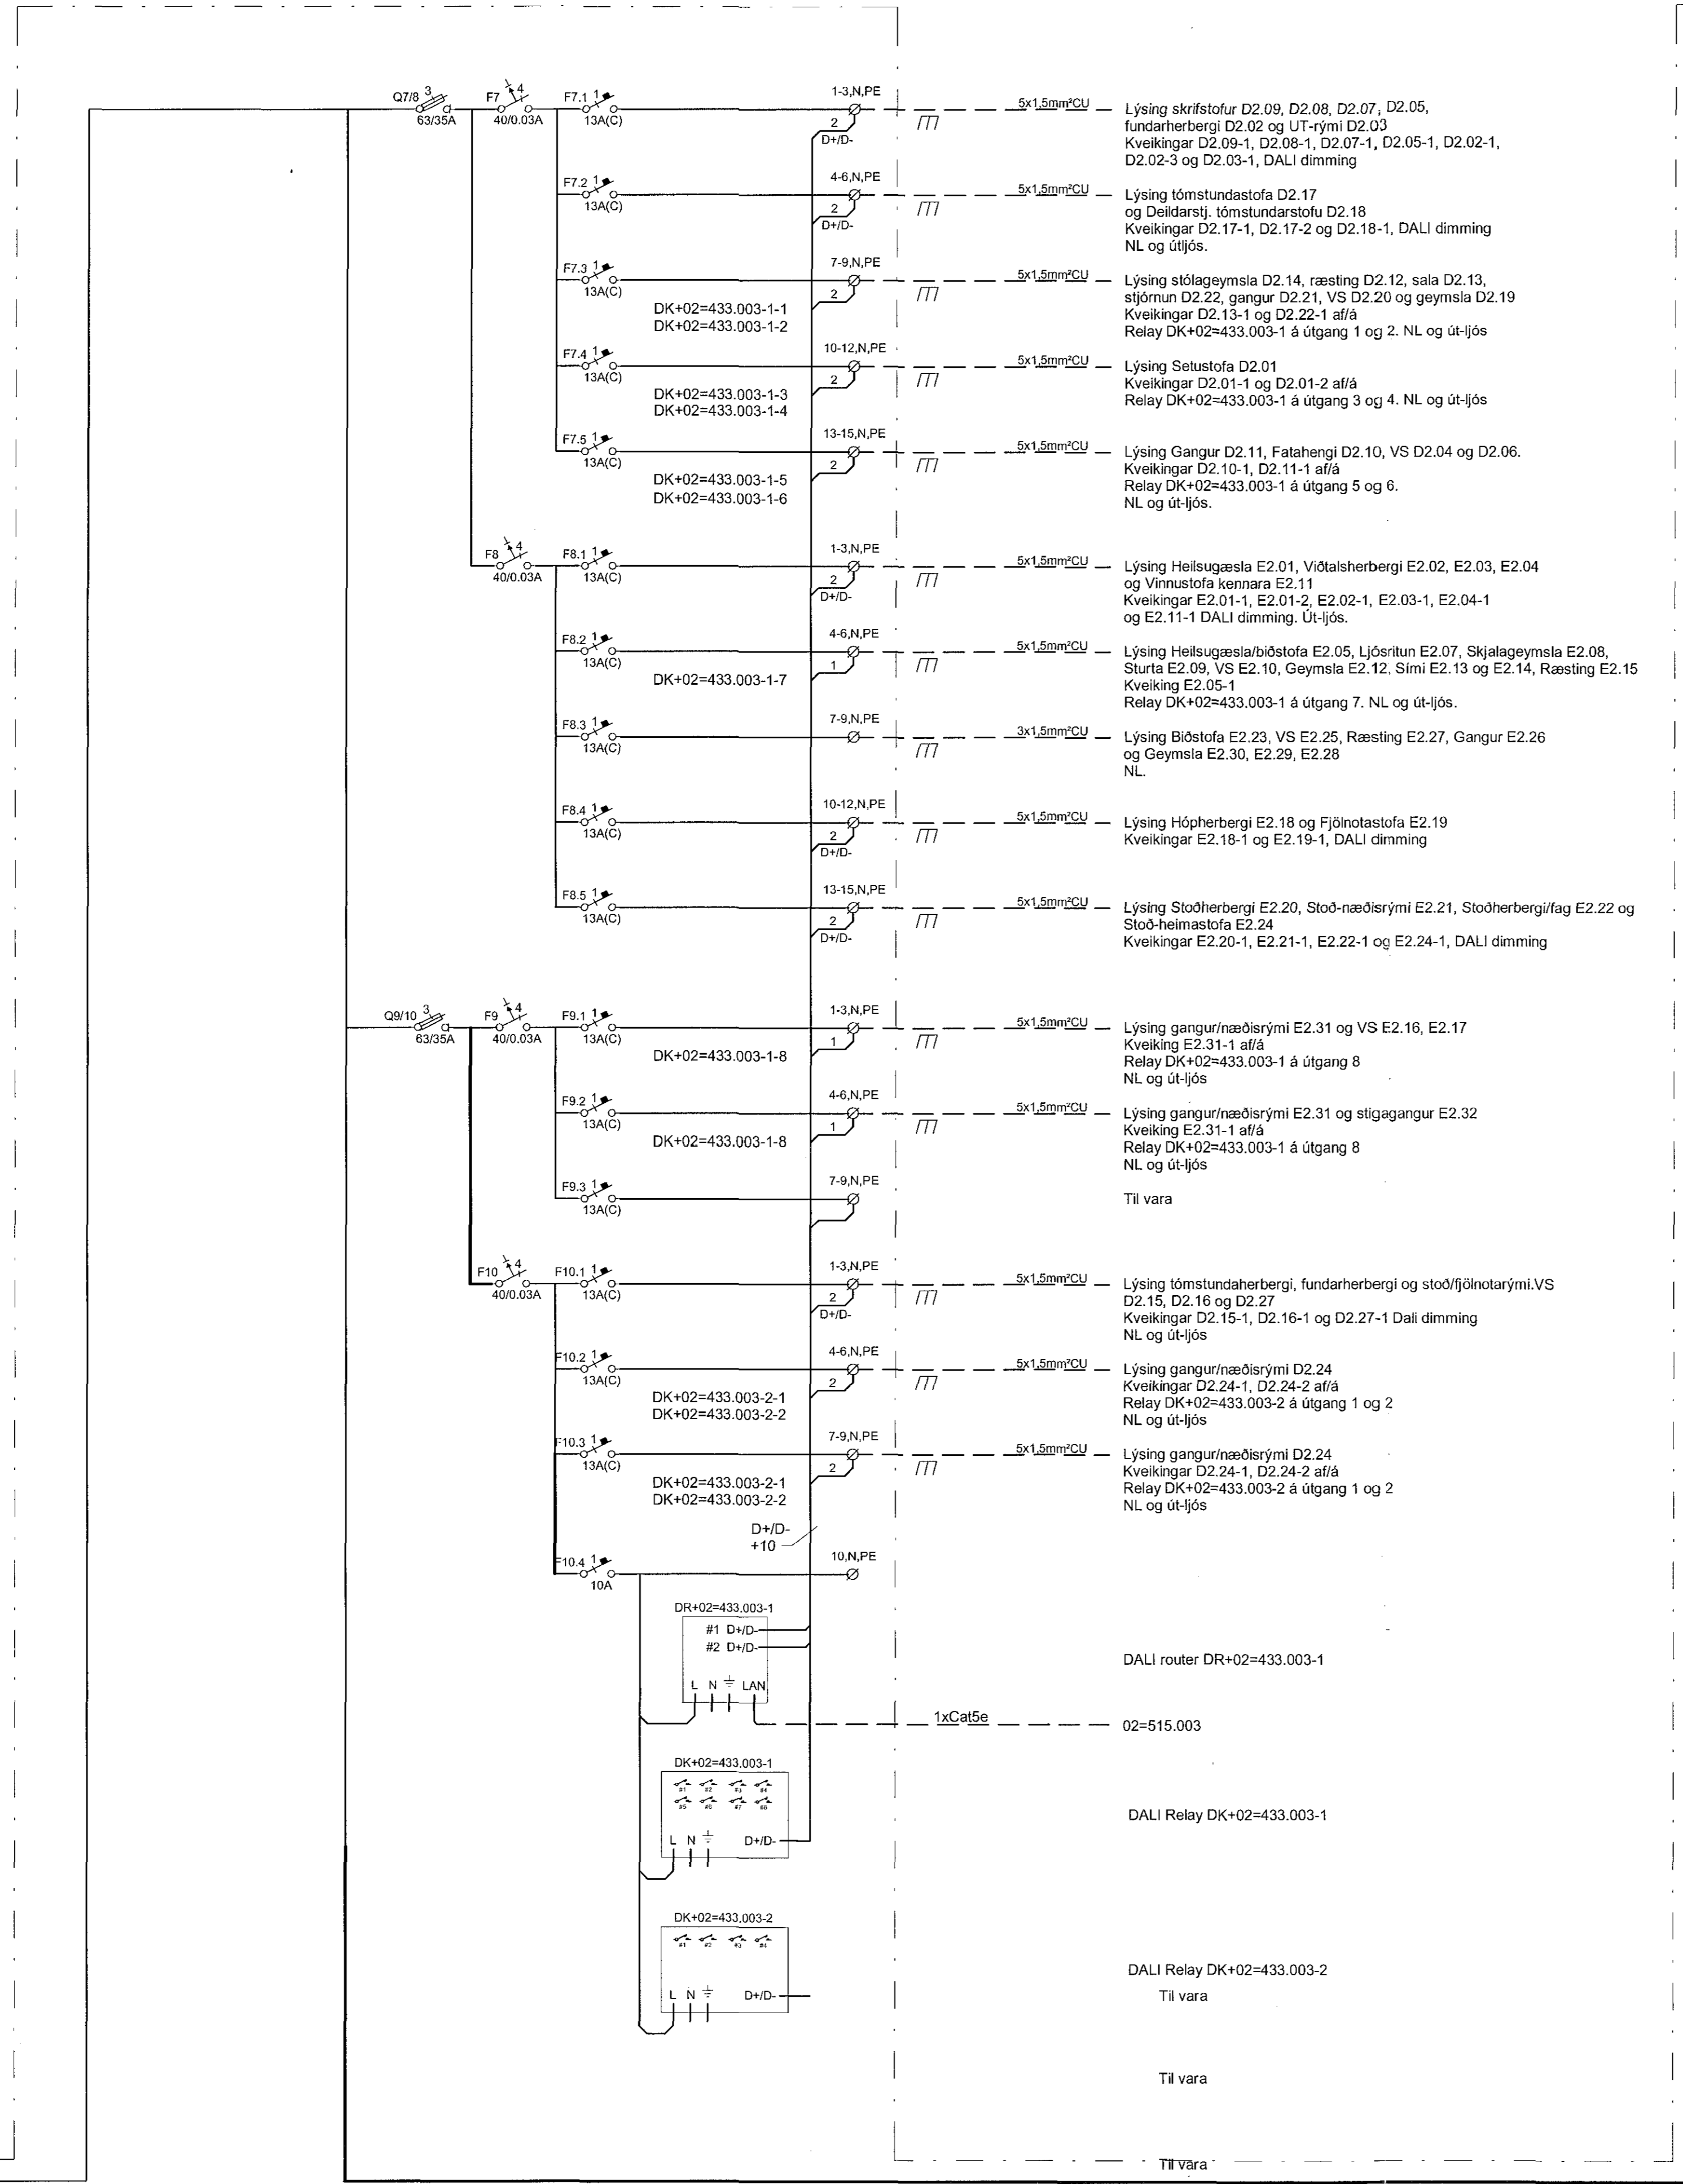 Q7/8 3
63/35A
F7 4
40/0.03A
F7.1 1
13A(C)
1-3,N,PE
2
D+/D-
5x1,5mm²CU
Lýsing skrifstofur D2.09, D2.08, D2.07, D2.05,
fundarherbergi D2.02 og UT-rými D2.03
Kveikingar D2.09-1, D2.08-1, D2.07-1, D2.05-1, D2.02-1,
D2.02-3 og D2.03-1, DALI dimming
F7.2 1
13A(C)
4-6,N,PE
2
D+/D-
5x1,5mm²CU
Lýsing tómstundastofa D2.17
og Deildarstj. tómstundarstofu D2.18
Kveikingar D2.17-1, D2.17-2 og D2.18-1, DALI dimming
NL og útljós.
F7.3 1
13A(C)
DK+02=433.003-1-1
DK+02=433.003-1-2
7-9,N,PE
2
5x1,5mm²CU
Lýsing stólageymsla D2.14, ræsting D2.12, sala D2.13,
stjórnun D2.22, gangur D2.21, VS D2.20 og geymsla D2.19
Kveikingar D2.13-1 og D2.22-1 af/á
Relay DK+02=433.003-1 á útgang 1 og 2. NL og út-ljós
F7.4 1
13A(C)
DK+02=433.003-1-3
DK+02=433.003-1-4
10-12,N,PE
2
5x1,5mm²CU
Lýsing Setustofa D2.01
Kveikingar D2.01-1 og D2.01-2 af/á
Relay DK+02=433.003-1 á útgang 3 og 4. NL og út-ljós
F7.5 1
13A(C)
DK+02=433.003-1-5
DK+02=433.003-1-6
13-15,N,PE
2
5x1,5mm²CU
Lýsing Gangur D2.11, Fatahengi D2.10, VS D2.04 og D2.06.
Kveikingar D2.10-1, D2.11-1 af/á
Relay DK+02=433.003-1 á útgang 5 og 6.
NL og út-ljós.
F8 4
40/0.03A
F8.1 1
13A(C)
1-3,N,PE
2
D+/D-
5x1,5mm²CU
Lýsing Heilsugæsla E2.01, Viðtalsherbergi E2.02, E2.03, E2.04
og Vinnustofa kennara E2.11
Kveikingar E2.01-1, E2.01-2, E2.02-1, E2.03-1, E2.04-1
og E2.11-1 DALI dimming. Út-ljós.
F8.2 1
13A(C)
DK+02=433.003-1-7
4-6,N,PE
1
5x1,5mm²CU
Lýsing Heilsugæsla/biðstofa E2.05, Ljósritun E2.07, Skjalageymsla E2.08,
Sturta E2.09, VS E2.10, Geymsla E2.12, Sími E2.13 og E2.14, Ræsting E2.15
Kveiking E2.05-1
Relay DK+02=433.003-1 á útgang 7. NL og út-ljós.
F8.3 1
13A(C)
7-9,N,PE
3x1,5mm²CU
Lýsing Biðstofa E2.23, VS E2.25, Ræsting E2.27, Gangur E2.26
og Geymsla E2.30, E2.29, E2.28
NL.
F8.4 1
13A(C)
10-12,N,PE
2
D+/D-
5x1,5mm²CU
Lýsing Hópherbergi E2.18 og Fjölnotastofa E2.19
Kveikingar E2.18-1 og E2.19-1, DALI dimming
F8.5 1
13A(C)
13-15,N,PE
2
D+/D-
5x1,5mm²CU
Lýsing Stoðherbergi E2.20, Stoð-næðisrými E2.21, Stoðherbergi/fag E2.22 og
Stoð-heimastofa E2.24
Kveikingar E2.20-1, E2.21-1, E2.22-1 og E2.24-1, DALI dimming
Q9/10 3
63/35A
F9 4
40/0.03A
F9.1 1
13A(C)
DK+02=433.003-1-8
1-3,N,PE
1
5x1,5mm²CU
Lýsing gangur/næðisrými E2.31 og VS E2.16, E2.17
Kveiking E2.31-1 af/á
Relay DK+02=433.003-1 á útgang 8
NL og út-ljós
F9.2 1
13A(C)
DK+02=433.003-1-8
4-6,N,PE
1
5x1,5mm²CU
Lýsing gangur/næðisrými E2.31 og stigagangur E2.32
Kveiking E2.31-1 af/á
Relay DK+02=433.003-1 á útgang 8
NL og út-ljós
F9.3 1
13A(C)
7-9,N,PE
Til vara
F10 4
40/0.03A
F10.1 1
13A(C)
1-3,N,PE
2
D+/D-
5x1,5mm²CU
Lýsing tómstundaherbergi, fundarherbergi og stoð/fjölnotarými.VS
D2.15, D2.16 og D2.27
Kveikingar D2.15-1, D2.16-1 og D2.27-1 Dali dimming
NL og út-ljós
F10.2 1
13A(C)
DK+02=433.003-2-1
DK+02=433.003-2-2
4-6,N,PE
2
5x1,5mm²CU
Lýsing gangur/næðisrými D2.24
Kveikingar D2.24-1, D2.24-2 af/á
Relay DK+02=433.003-2 á útgang 1 og 2
NL og út-ljós
F10.3 1
13A(C)
DK+02=433.003-2-1
DK+02=433.003-2-2
7-9,N,PE
2
5x1,5mm²CU
Lýsing gangur/næðisrými D2.24
Kveikingar D2.24-1, D2.24-2 af/á
Relay DK+02=433.003-2 á útgang 1 og 2
NL og út-ljós
D+/D-
+10
F10.4 1
10A
10,N,PE
DR+02=433.003-1
#1 D+/D-
#2 D+/D-
L N LAN
DALI router DR+02=433.003-1
1xCat5e
02=515.003
DK+02=433.003-1
#1 #2 #3 #4
#5 #6 #7 #8
L N D+/D-
DALI Relay DK+02=433.003-1
DK+02=433.003-2
#1 #2 #3 #4
L N D+/D-
DALI Relay DK+02=433.003-2
Til vara
Til vara
Til vara